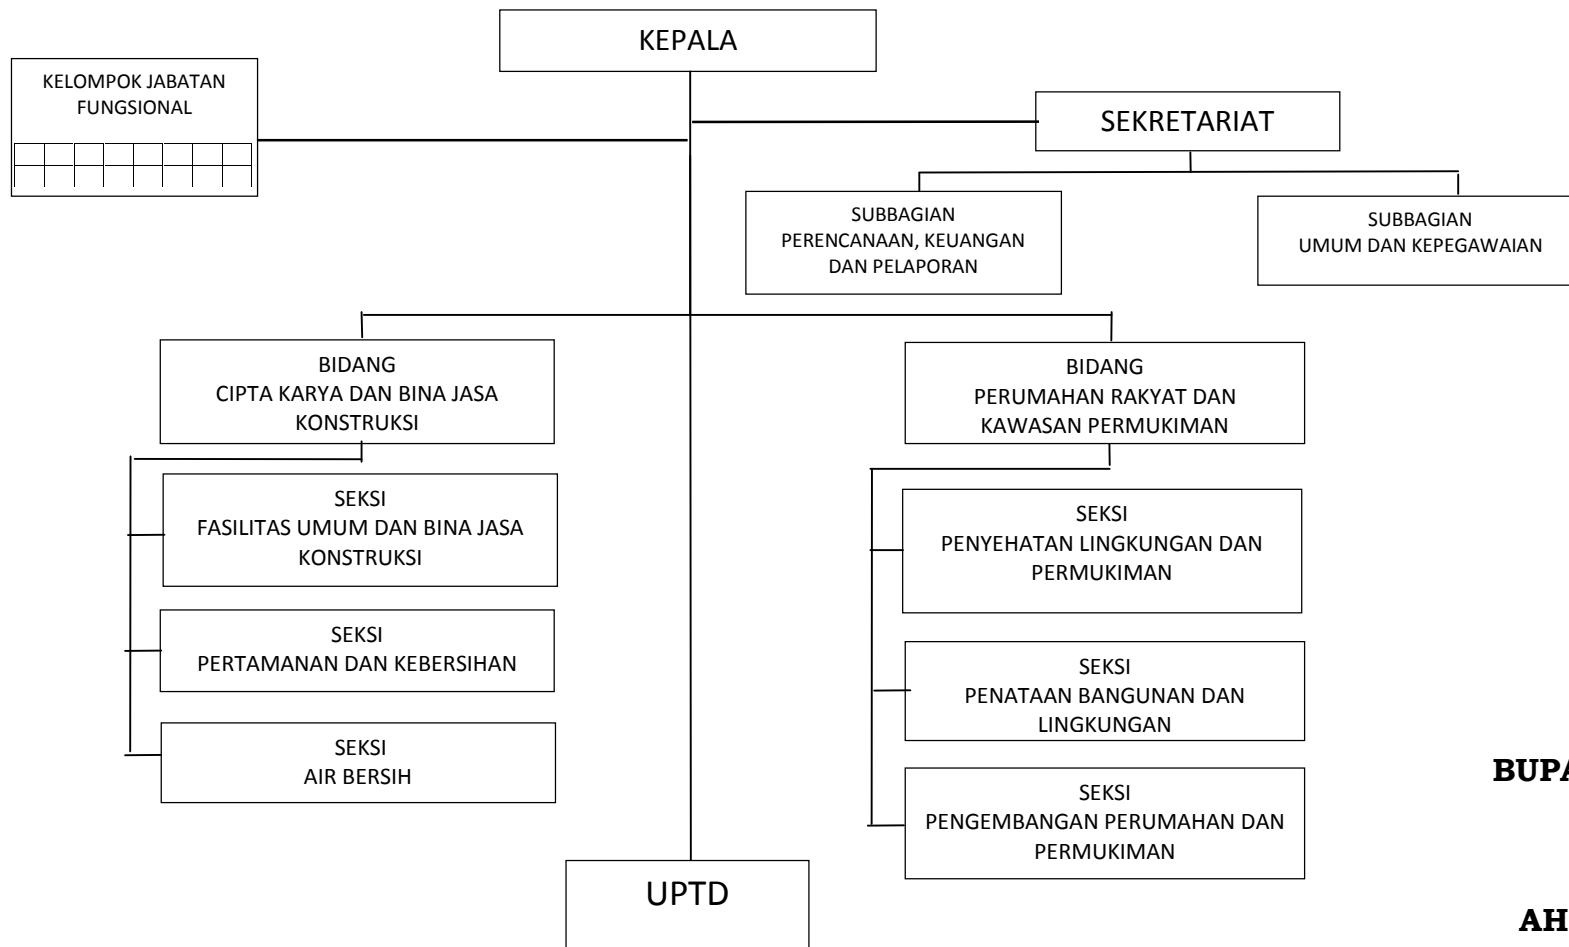 KEPALA
KELOMPOK JABATAN
FUNGSIONAL
SEKRETARIAT
SUBBAGIAN
PERENCANAAN, KEUANGAN
DAN PELAPORAN
SUBBAGIAN
UMUM DAN KEPEGAWAIAN
BIDANG
CIPTA KARYA DAN BINA JASA
KONSTRUKSI
SEKSI
FASILITAS UMUM DAN BINA JASA
KONSTRUKSI
SEKSI
PERTAMANAN DAN KEBERSIHAN
SEKSI
AIR BERSIH
BIDANG
PERUMAHAN RAKYAT DAN
KAWASAN PERMUKIMAN
SEKSI
PENYEHATAN LINGKUNGAN DAN
PERMUKIMAN
SEKSI
PENATAAN BANGUNAN DAN
LINGKUNGAN
SEKSI
PENGEMBANGAN PERUMAHAN DAN
PERMUKIMAN
UPTD